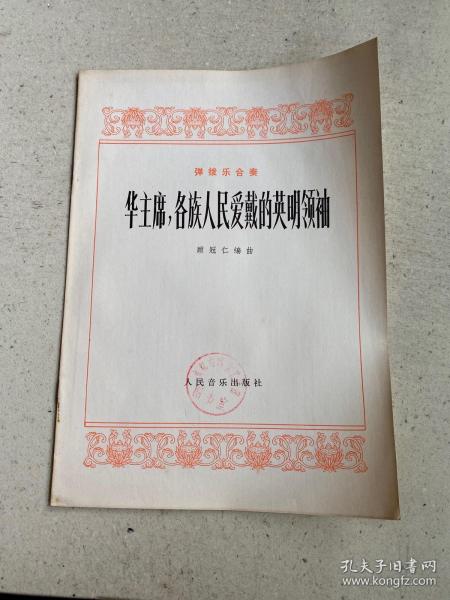 弹拨乐合奏
华主席，各族人民爱戴的英明领袖
顾冠仁编曲
人民音乐出版社
孔夫子旧书网
www.kongfz.com